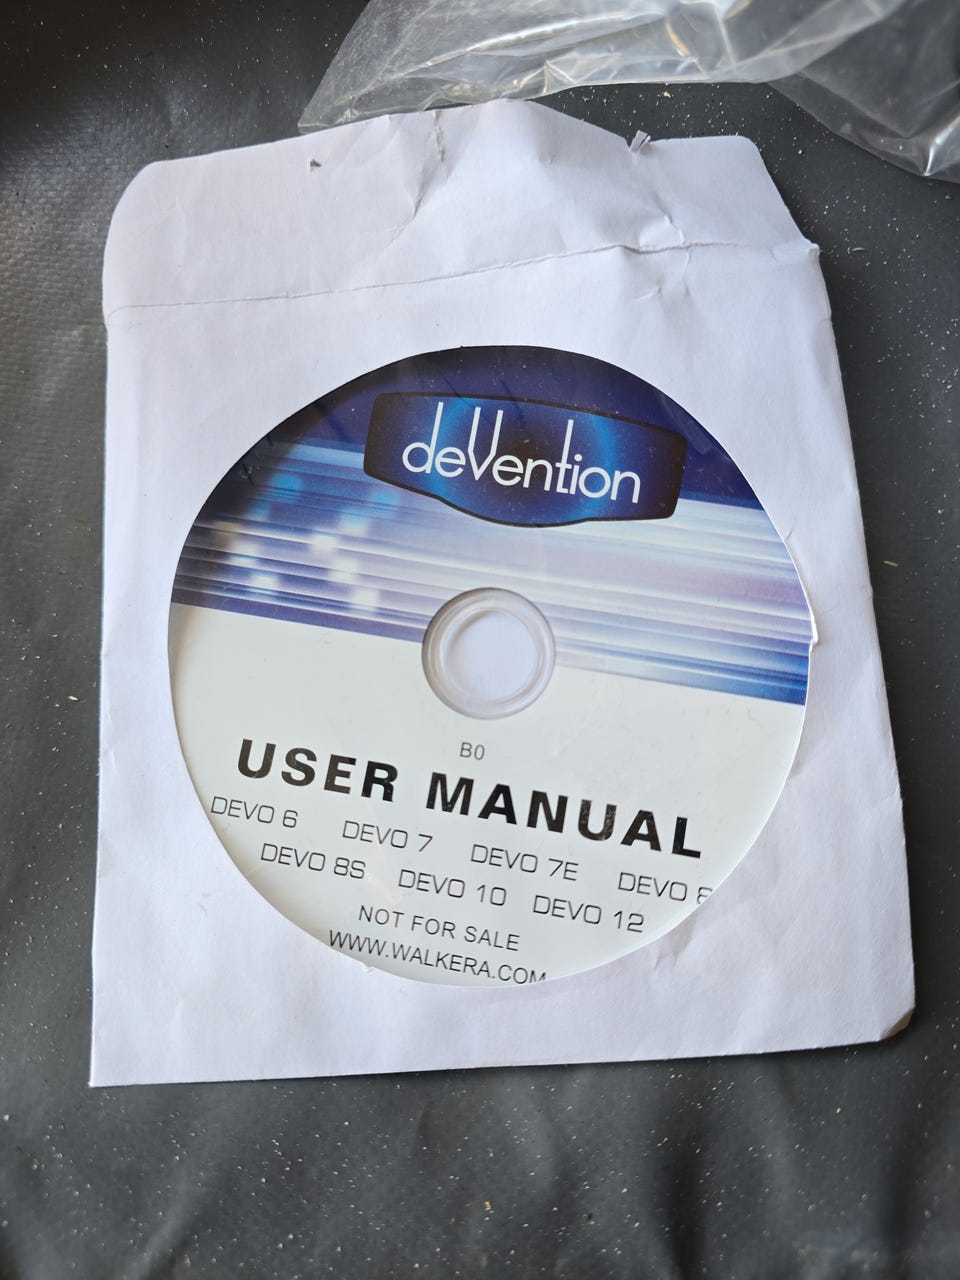 deVention
B0
USER MANUAL
DEVO 6 DEVO 7 DEVO 7E DEVO
DEVO 8S DEVO 10 DEVO 12
NOT FOR SALE
WWW.WALKERA.COM